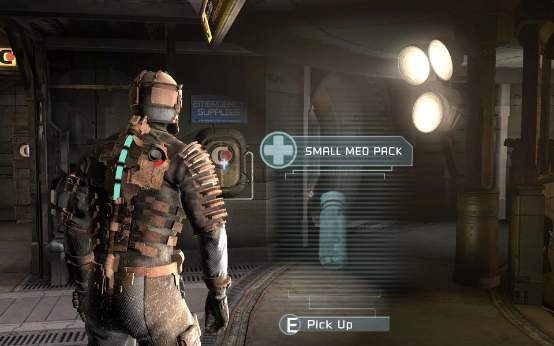 EMERGENCY
SUPPLIES
SMALL MED PACK
E Pick Up